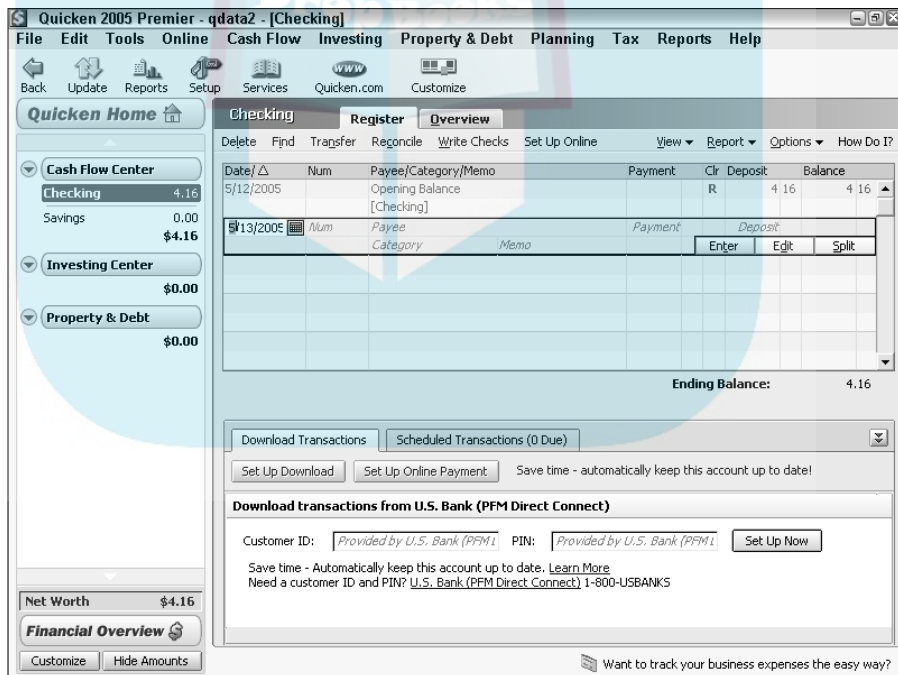 Quicken 2005 Premier - qdata2 - [Checking]
File Edit Tools Online Cash Flow Investing Property & Debt Planning Tax Reports Help
Back Update Reports Setup Services Quicken.com Customize
WWW
Quicken Home
Checking Register Overview
Delete Find Transfer Reconcile Write Checks Set Up Online View Report Options How Do I?
Cash Flow Center
Checking 4.16
Savings 0.00
$4.16
Investing Center
$0.00
Property & Debt
$0.00
Date/ Num Payee/Category/Memo Payment Clr Deposit Balance
5/12/2005 Opening Balance R 4 16 4 16
[Checking]
5/13/2005 Num Payee Payment Deposit
Category Memo Enter Edit Split
Ending Balance: 4.16
Download Transactions Scheduled Transactions (0 Due)
Set Up Download Set Up Online Payment Save time - automatically keep this account up to date!
Download transactions from U.S. Bank (PFM Direct Connect)
Customer ID: Provided by U.S. Bank (PFM PIN: Provided by U.S. Bank (PFM Set Up Now
Save time - Automatically keep this account up to date. Learn More
Need a customer ID and PIN? U.S. Bank (PFM Direct Connect) 1-800-USBANKS
Net Worth $4.16
Financial Overview
Customize Hide Amounts
Want to track your business expenses the easy way?